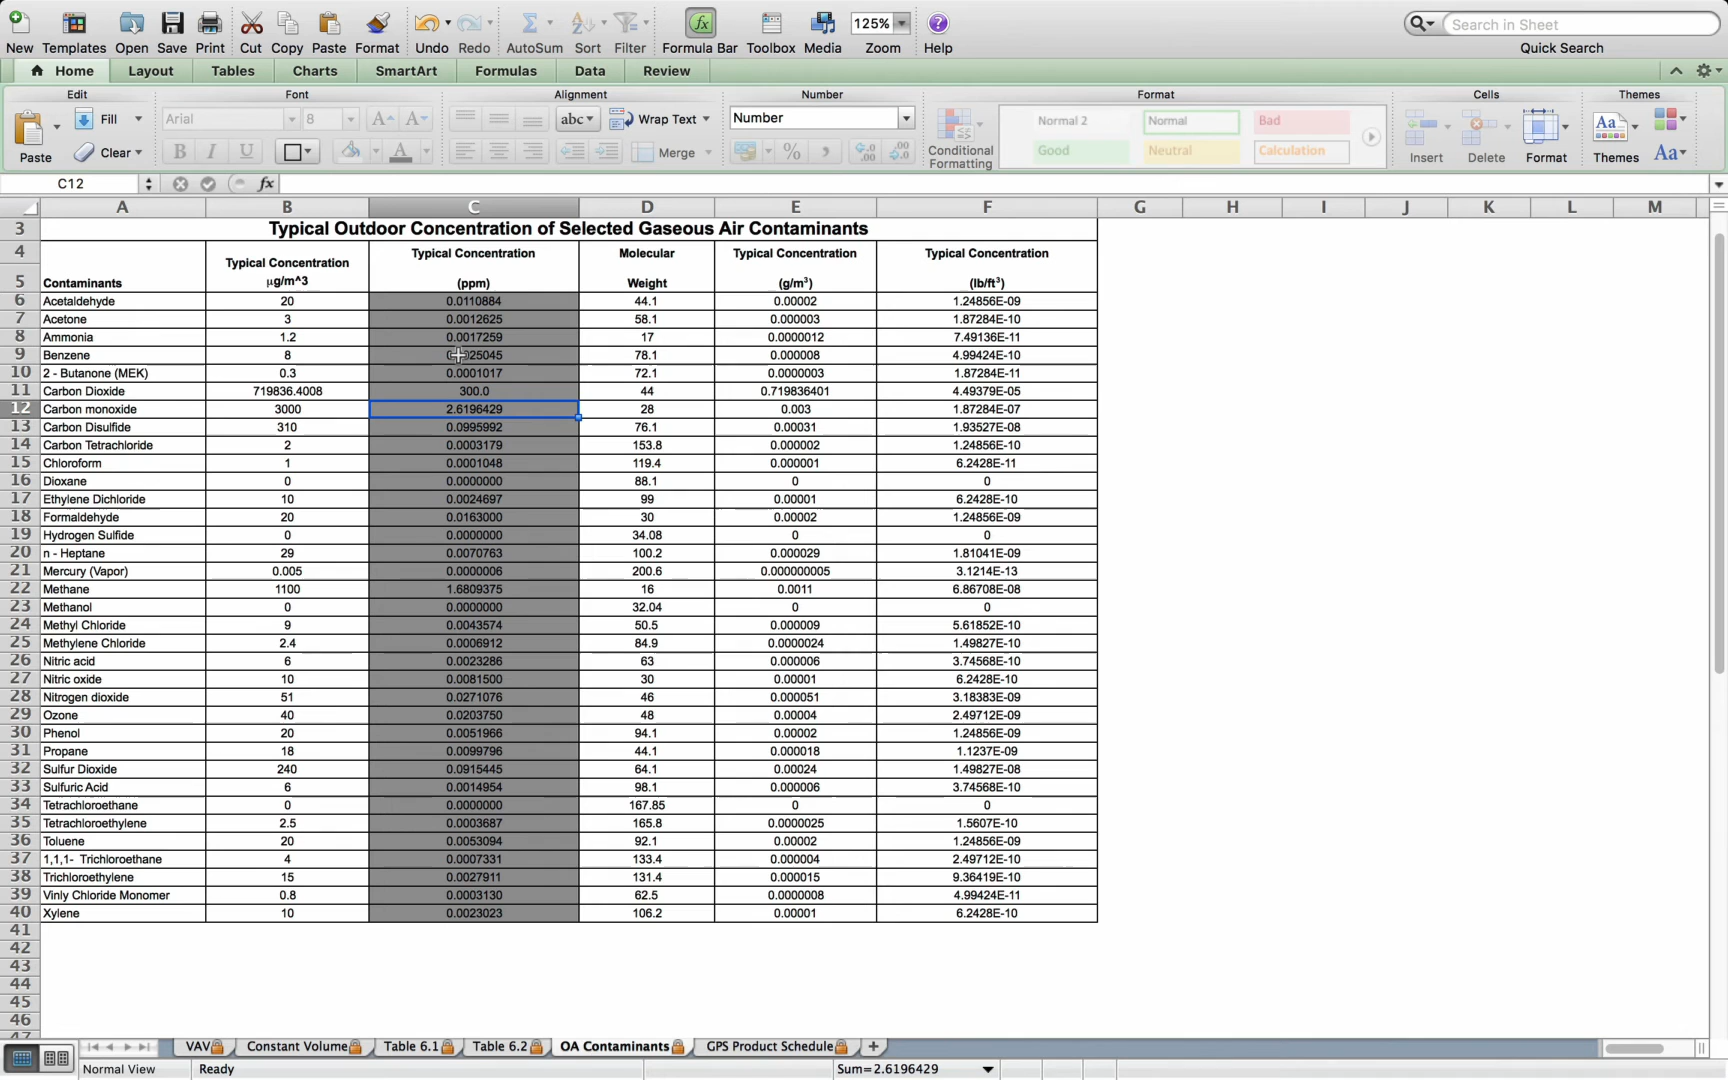 New Templates Open Save Print Cut Copy Paste Format Undo Redo AutoSum Sort Filter Formula Bar Toolbox Media 125% Zoom Help Search in Sheet Quick Search
Home Layout Tables Charts SmartArt Formulas Data Review
Edit Font Alignment Number Format Cells Themes
Fill Arial 8 A A abc Wrap Text Number Normal 2 Normal Bad Aa
Paste Clear B I U A Merge % Conditional Formatting Good Neutral Calculation Insert Delete Format Themes Aa
C12 fx
A B C D E F G H I J K L M
3 Typical Outdoor Concentration of Selected Gaseous Air Contaminants
4 Typical Concentration Typical Concentration Molecular Typical Concentration Typical Concentration
5 Contaminants µg/m^3 (ppm) Weight (g/m³) (lb/ft³)
6 Acetaldehyde 20 0.0110884 44.1 0.00002 1.24856E-09
7 Acetone 3 0.0012625 58.1 0.000003 1.87284E-10
8 Ammonia 1.2 0.0017259 17 0.0000012 7.49136E-11
9 Benzene 8 25045 78.1 0.000008 4.99424E-10
10 2 - Butanone (MEK) 0.3 0.0001017 72.1 0.0000003 1.87284E-11
11 Carbon Dioxide 719836.4008 300.0 44 0.719836401 4.49379E-05
12 Carbon monoxide 3000 2.6196429 28 0.003 1.87284E-07
13 Carbon Disulfide 310 0.0995992 76.1 0.00031 1.93527E-08
14 Carbon Tetrachloride 2 0.0003179 153.8 0.000002 1.24856E-10
15 Chloroform 1 0.0001048 119.4 0.000001 6.2428E-11
16 Dioxane 0 0.0000000 88.1 0 0
17 Ethylene Dichloride 10 0.0024697 99 0.00001 6.2428E-10
18 Formaldehyde 20 0.0163000 30 0.00002 1.24856E-09
19 Hydrogen Sulfide 0 0.0000000 34.08 0 0
20 n - Heptane 29 0.0070763 100.2 0.000029 1.81041E-09
21 Mercury (Vapor) 0.005 0.0000006 200.6 0.000000005 3.1214E-13
22 Methane 1100 1.6809375 16 0.0011 6.86708E-08
23 Methanol 0 0.0000000 32.04 0 0
24 Methyl Chloride 9 0.0043574 50.5 0.000009 5.61852E-10
25 Methylene Chloride 2.4 0.0006912 84.9 0.0000024 1.49827E-10
26 Nitric acid 6 0.0023286 63 0.000006 3.74568E-10
27 Nitric oxide 10 0.0081500 30 0.00001 6.2428E-10
28 Nitrogen dioxide 51 0.0271076 46 0.000051 3.18383E-09
29 Ozone 40 0.0203750 48 0.00004 2.49712E-09
30 Phenol 20 0.0051966 94.1 0.00002 1.24856E-09
31 Propane 18 0.0099796 44.1 0.000018 1.1237E-09
32 Sulfur Dioxide 240 0.0915445 64.1 0.00024 1.49827E-08
33 Sulfuric Acid 6 0.0014954 98.1 0.000006 3.74568E-10
34 Tetrachloroethane 0 0.0000000 167.85 0 0
35 Tetrachloroethylene 2.5 0.0003687 165.8 0.0000025 1.5607E-10
36 Toluene 20 0.0053094 92.1 0.00002 1.24856E-09
37 1,1,1- Trichloroethane 4 0.0007331 133.4 0.000004 2.49712E-10
38 Trichloroethylene 15 0.0027911 131.4 0.000015 9.36419E-10
39 Vinly Chloride Monomer 0.8 0.0003130 62.5 0.0000008 4.99424E-11
40 Xylene 10 0.0023023 106.2 0.00001 6.2428E-10
41
42
43
44
45
46
47
VAV Constant Volume Table 6.1 Table 6.2 OA Contaminants GPS Product Schedule
Normal View Ready Sum=2.6196429